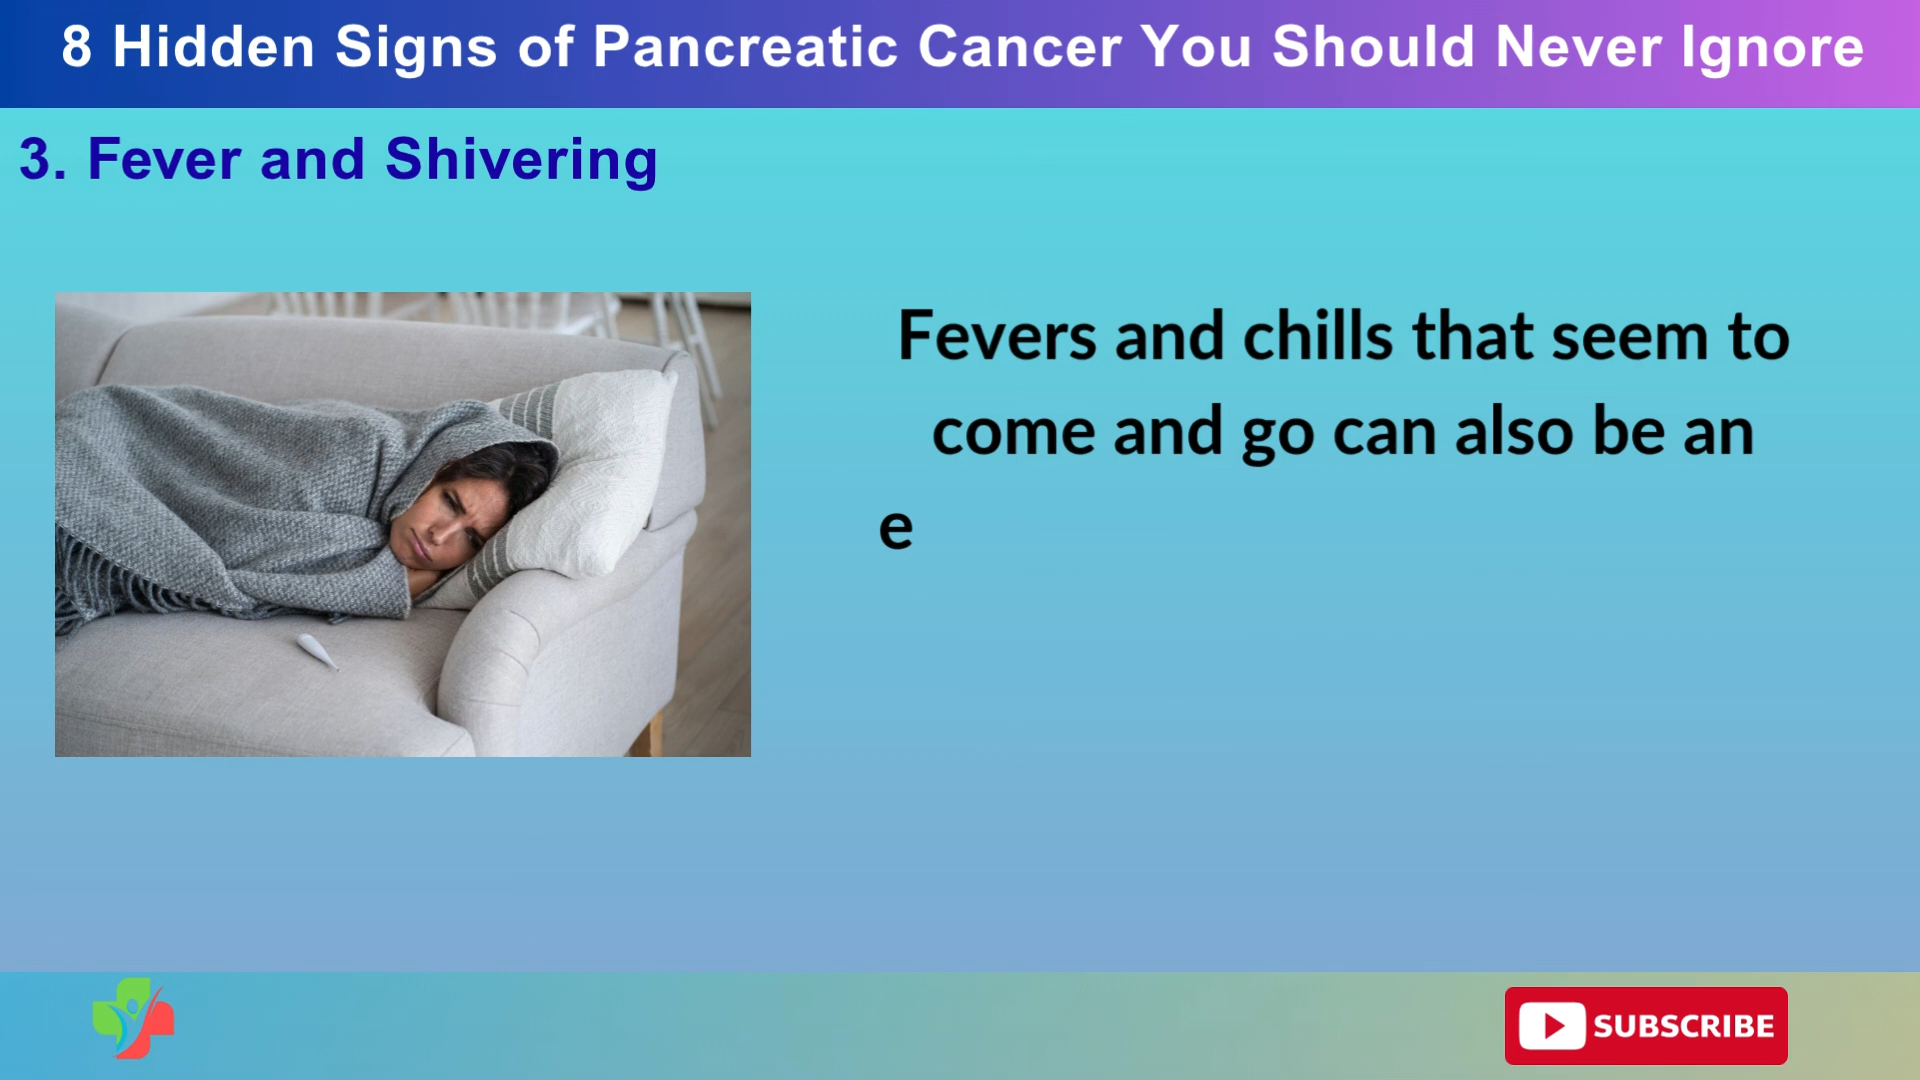 8 Hidden Signs of Pancreatic Cancer You Should Never Ignore
3. Fever and Shivering
Fevers and chills that seem to
come and go can also be an
e
SUBSCRIBE